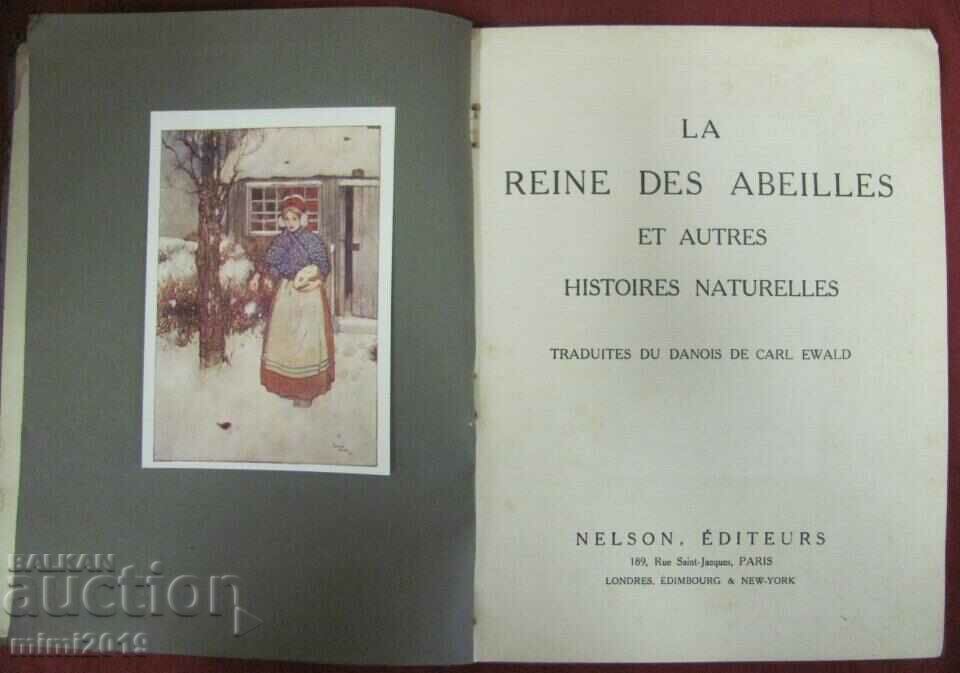 LA
REINE DES ABEILLES
ET AUTRES
HISTOIRES NATURELLES
TRADUITES DU DANOIS DE CARL EWALD
NELSON, ÉDITEURS
189, Rue Saint-Jacques, PARIS
LONDRES, ÉDIMBOURG & NEW-YORK
BALKAN
auction
mimi2019